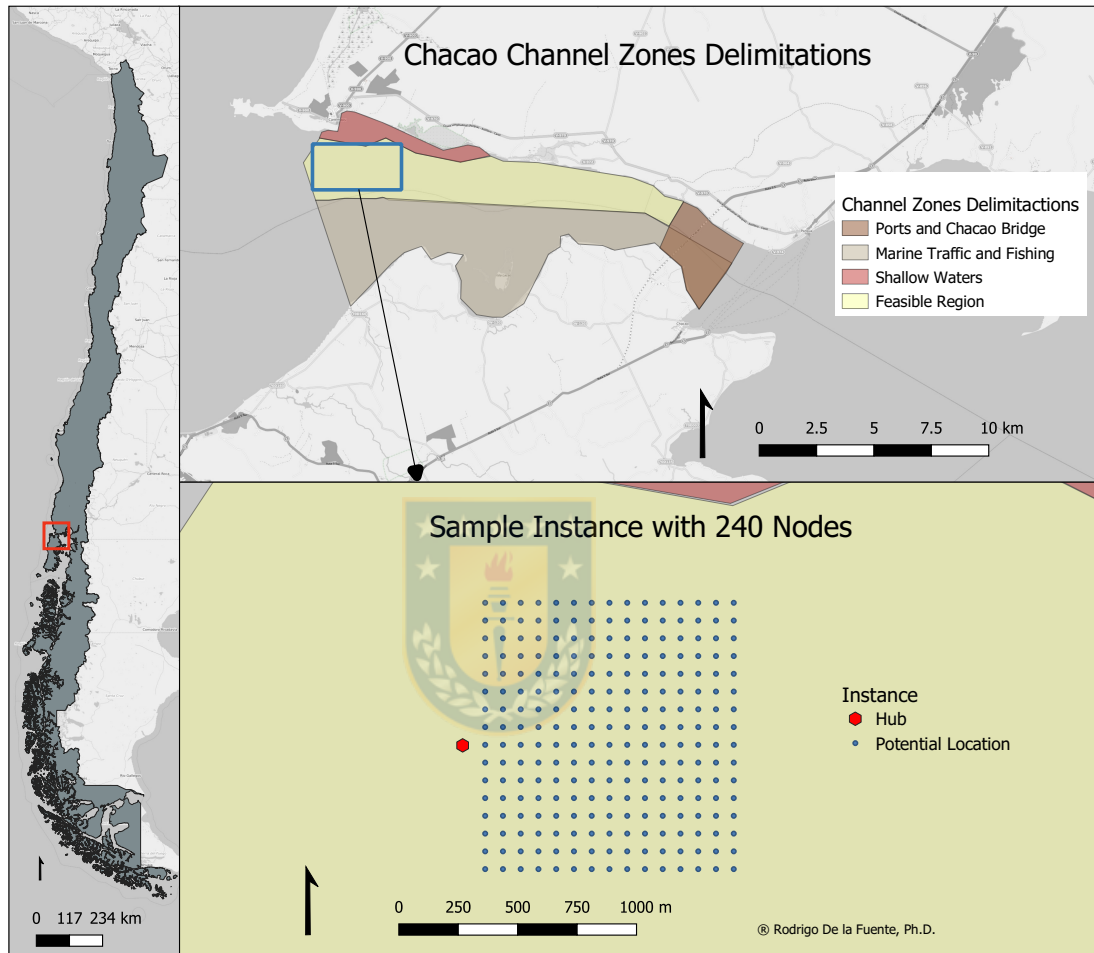 Chacao Channel Zones Delimitations
Channel Zones Delimitactions
Ports and Chacao Bridge
Marine Traffic and Fishing
Shallow Waters
Feasible Region
0 2.5 5 7.5 10 km
Sample Instance with 240 Nodes
Instance
Hub
Potential Location
0 250 500 750 1000 m
® Rodrigo De la Fuente, Ph.D.
0 117 234 km